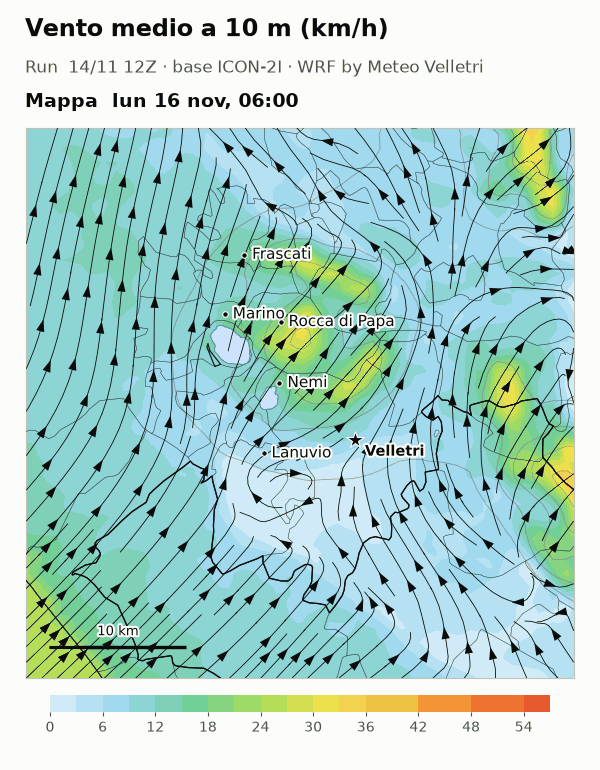 Vento medio a 10 m (km/h)
Run  14/11 12Z · base ICON-2I · WRF by Meteo Velletri
Mappa  lun 16 nov, 06:00
Frascati
Marino
Rocca di Papa
Nemi
Velletri
Lanuvio
10 km
0 6 12 18 24 30 36 42 48 54